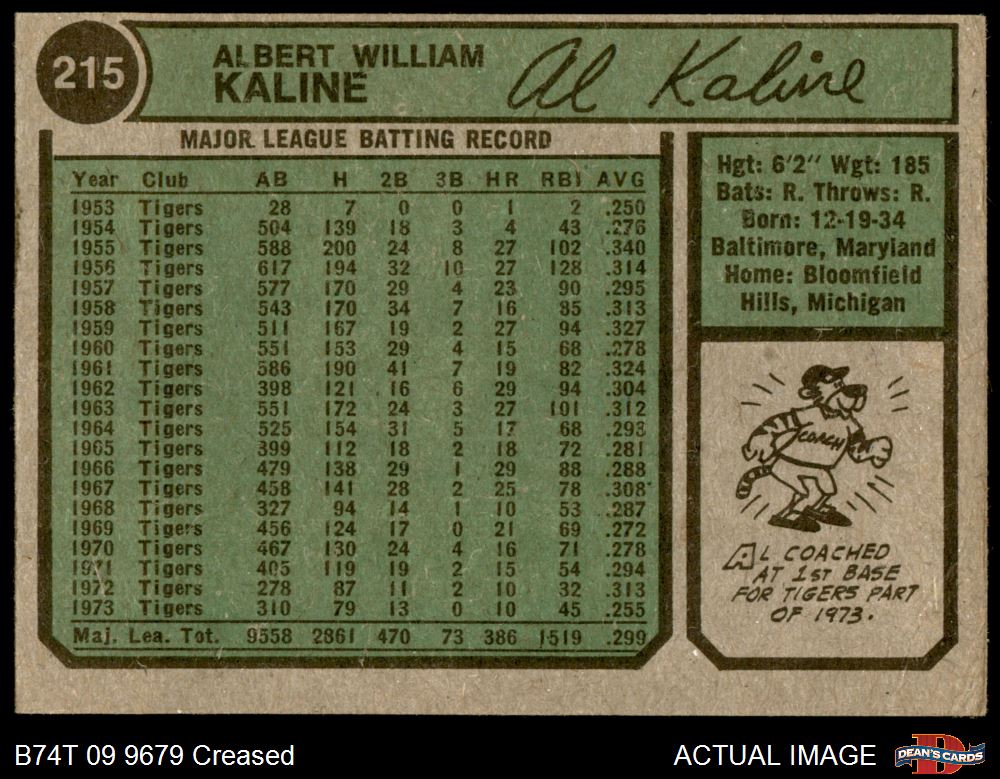 215
ALBERT WILLIAM
KALINE
Al Kaline
MAJOR LEAGUE BATTING RECORD
Year Club AB H 2B 3B HR RBI AVG
1953 Tigers 28 7 0 0 1 2 .250
1954 Tigers 504 139 18 3 4 43 .276
1955 Tigers 588 200 24 8 27 102 .340
1956 Tigers 617 194 32 10 27 128 .314
1957 Tigers 577 170 29 4 23 90 .295
1958 Tigers 543 170 34 7 16 85 .313
1959 Tigers 511 167 19 2 27 94 .327
1960 Tigers 551 153 29 4 15 68 .278
1961 Tigers 586 190 41 7 19 82 .324
1962 Tigers 398 121 16 6 29 94 .304
1963 Tigers 551 172 24 3 27 101 .312
1964 Tigers 525 154 31 5 17 68 .293
1965 Tigers 399 112 18 2 18 72 .281
1966 Tigers 479 138 29 1 29 88 .288
1967 Tigers 458 141 28 2 25 78 .308
1968 Tigers 327 94 14 1 10 53 .287
1969 Tigers 456 124 17 0 21 69 .272
1970 Tigers 467 130 24 4 16 71 .278
1971 Tigers 405 119 19 2 15 54 .294
1972 Tigers 278 87 11 2 10 32 .313
1973 Tigers 310 79 13 0 10 45 .255
Maj. Lea. Tot. 9558 2861 470 73 386 1519 .299
Hgt: 6'2" Wgt: 185
Bats: R. Throws: R.
Born: 12-19-34
Baltimore, Maryland
Home: Bloomfield
Hills, Michigan
COACH
AL COACHED
AT 1ST BASE
FOR TIGERS PART
OF 1973.
B74T 09 9679 Creased
ACTUAL IMAGE
DEAN'S CARDS